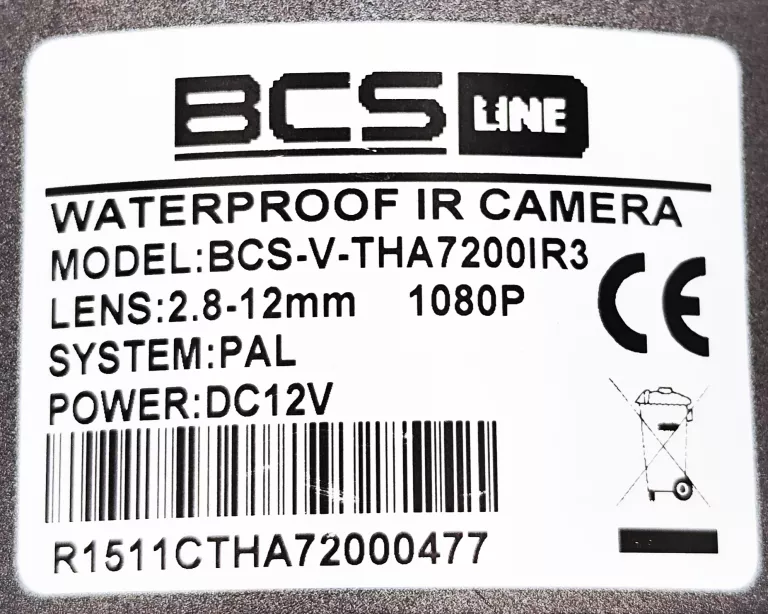 BCS LINE
WATERPROOF IR CAMERA
MODEL:BCS-V-THA7200IR3
LENS:2.8-12mm 1080P
SYSTEM:PAL
POWER:DC12V
CE
R1511CTHA72000477